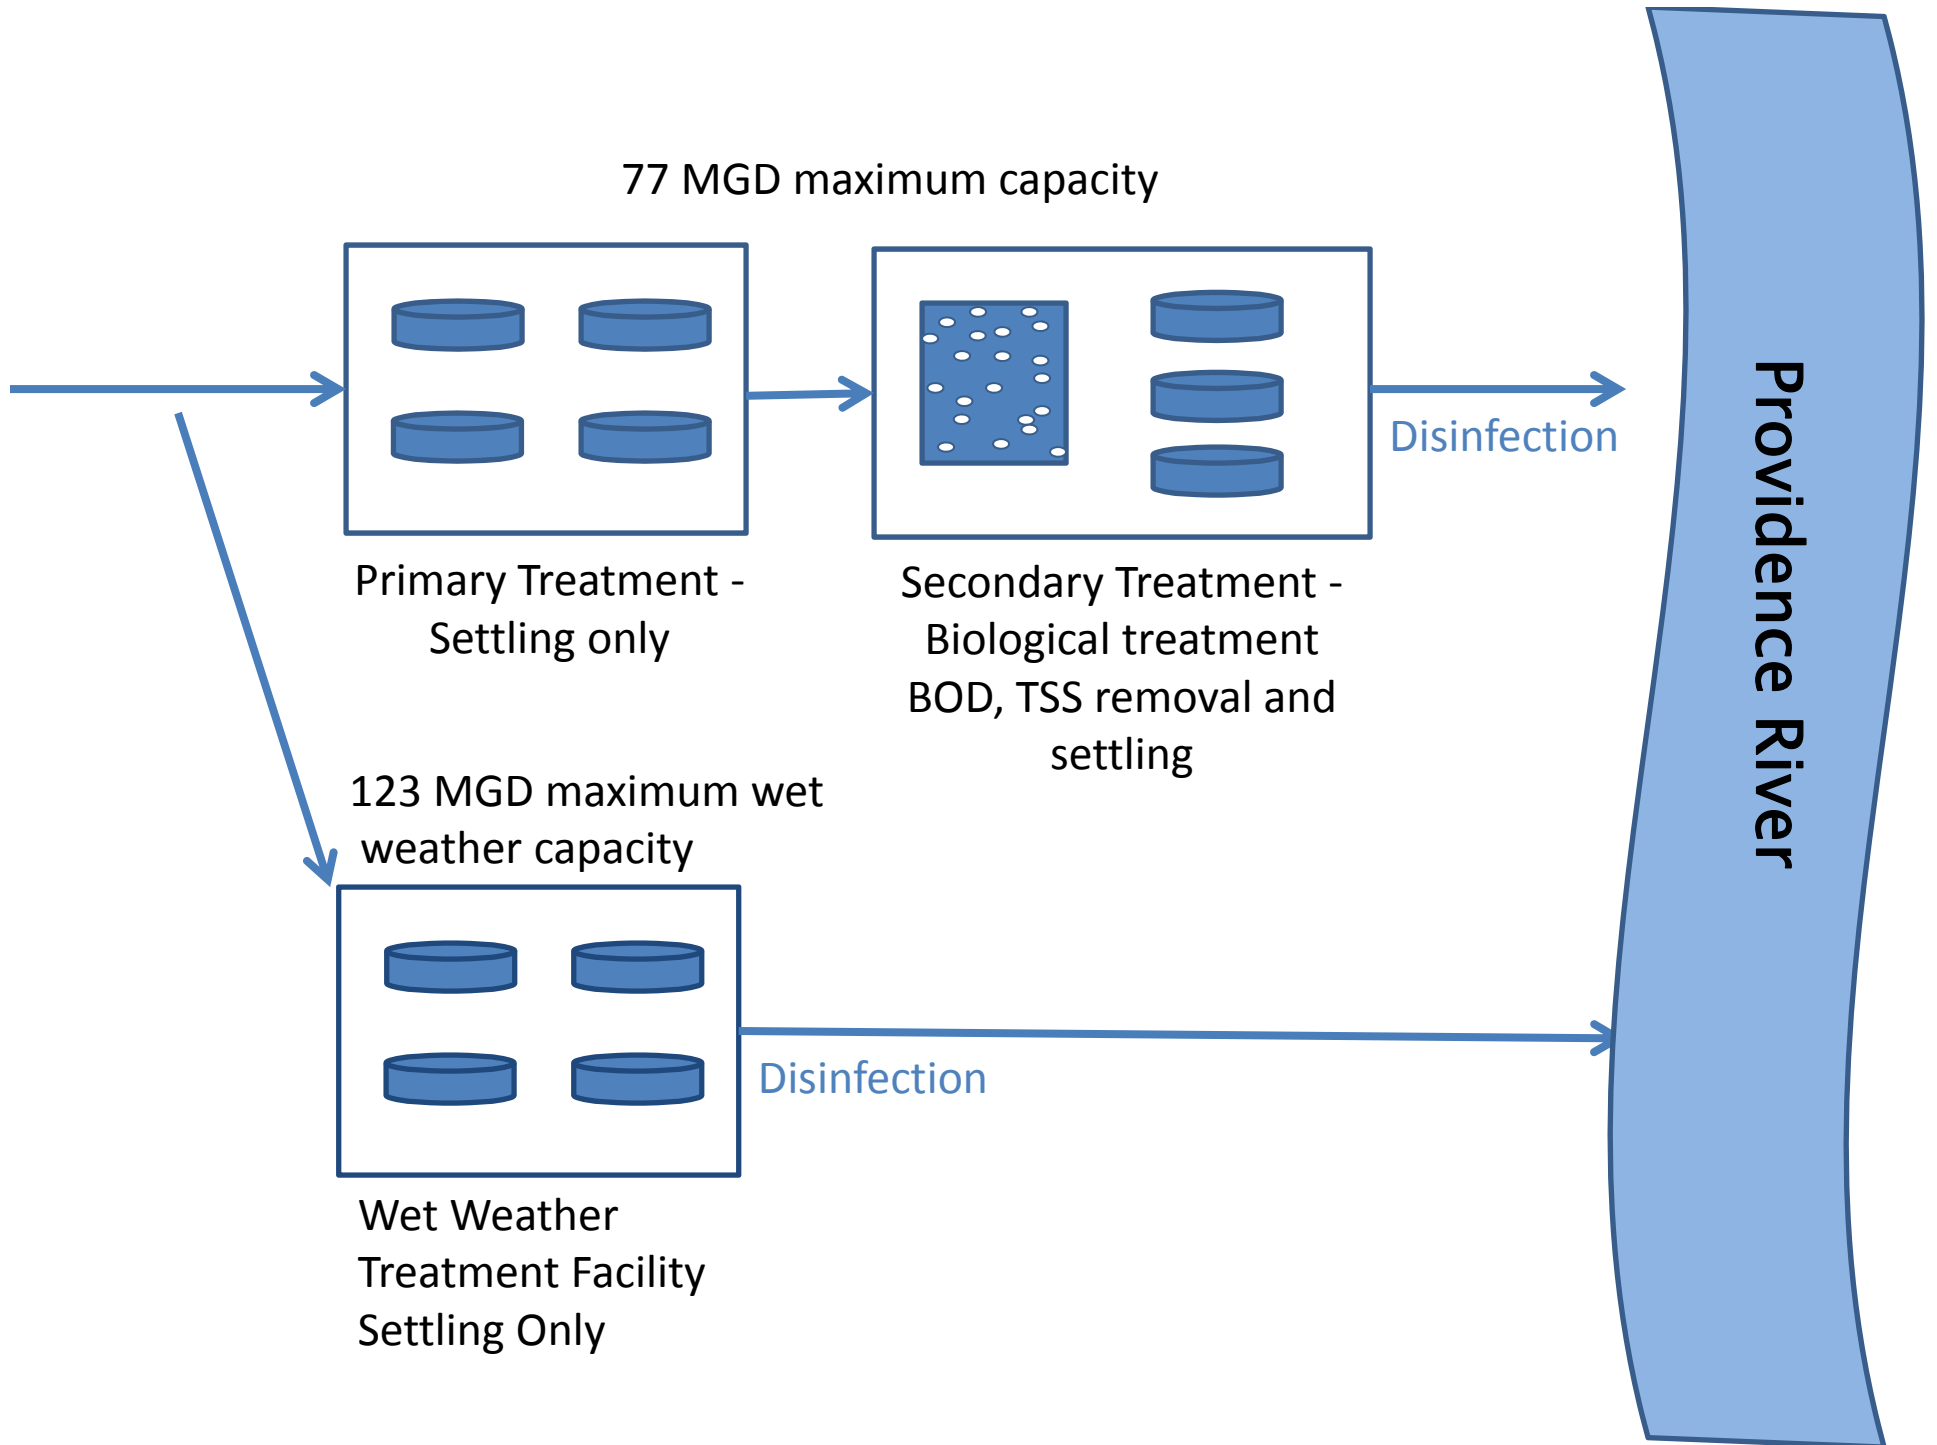 77 MGD maximum capacity
Disinfection
Primary Treatment -
Settling only
Secondary Treatment -
Biological treatment
BOD, TSS removal and
settling
123 MGD maximum wet
weather capacity
Disinfection
Wet Weather
Treatment Facility
Settling Only
Providence River